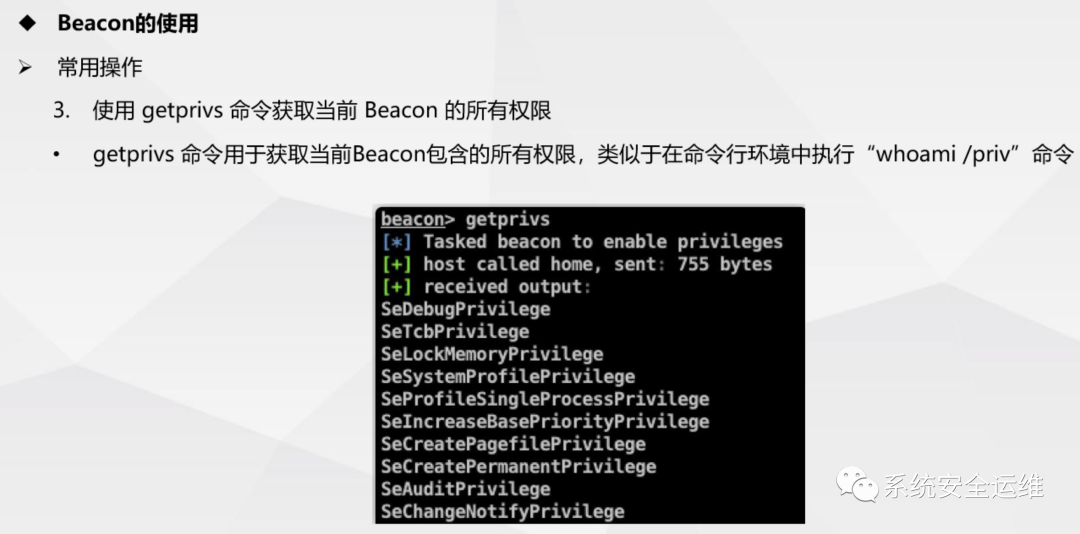 ◆ Beacon的使用
➢ 常用操作
3. 使用 getprivs 命令获取当前 Beacon 的所有权限
• getprivs 命令用于获取当前Beacon包含的所有权限，类似于在命令行环境中执行“whoami /priv”命令
beacon> getprivs
[*] Tasked beacon to enable privileges
[+] host called home, sent: 755 bytes
[+] received output:
SeDebugPrivilege
SeTcbPrivilege
SeLockMemoryPrivilege
SeSystemProfilePrivilege
SeProfileSingleProcessPrivilege
SeIncreaseBasePriorityPrivilege
SeCreatePagefilePrivilege
SeCreatePermanentPrivilege
SeAuditPrivilege
SeChangeNotifyPrivilege
系统安全运维